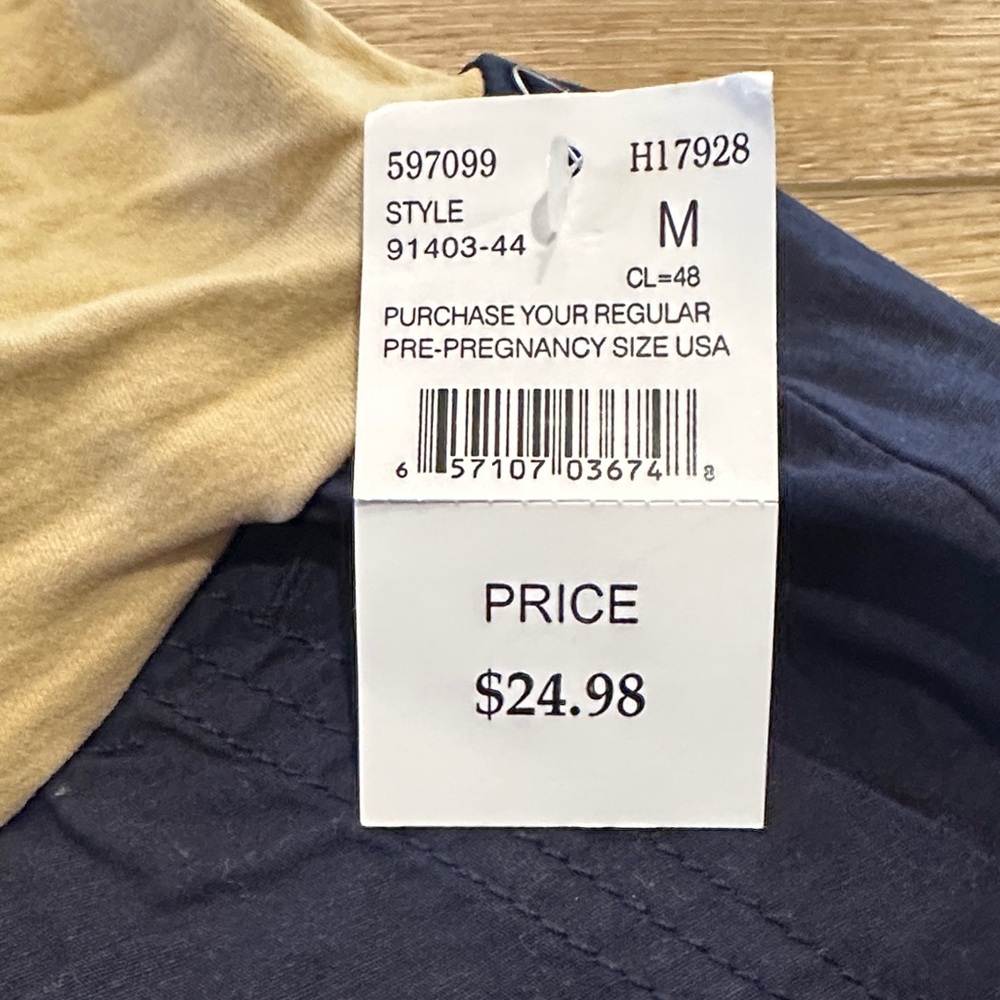 597099 H17928
STYLE M
91403-44
CL=48
PURCHASE YOUR REGULAR
PRE-PREGNANCY SIZE USA
6 57107 03674 8
PRICE
$24.98